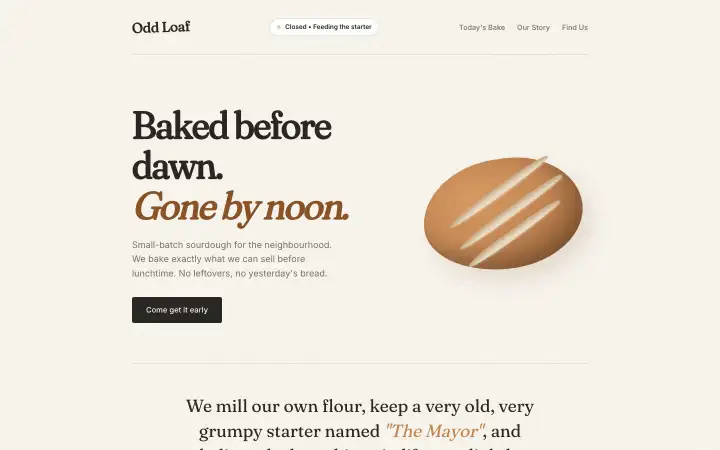 Odd Loaf
Closed • Feeding the starter
Today's Bake
Our Story
Find Us
Baked before
dawn.
Gone by noon.
Small-batch sourdough for the neighbourhood.
We bake exactly what we can sell before
lunchtime. No leftovers, no yesterday's bread.
Come get it early
We mill our own flour, keep a very old, very
grumpy starter named "The Mayor", and